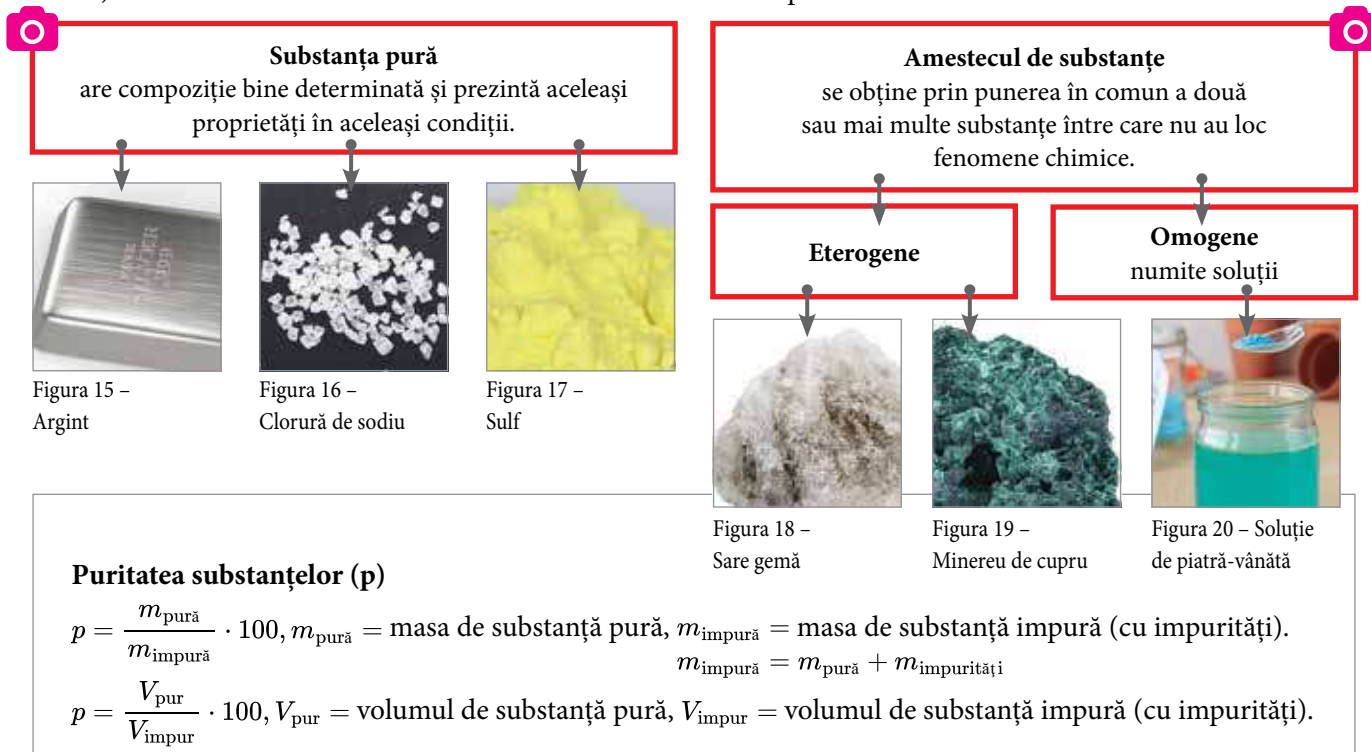 Substanța pură
are compoziție bine determinată și prezintă aceleași
proprietăți în aceleași condiții.
Amestecul de substanțe
se obține prin punerea în comun a două
sau mai multe substanțe între care nu au loc
fenomene chimice.
Eterogene
Omogene
numite soluții
Figura 15 –
Argint
Figura 16 –
Clorură de sodiu
Figura 17 –
Sulf
Figura 18 –
Sare gemă
Figura 19 –
Minereu de cupru
Figura 20 – Soluție
de piatră-vânătă
Puritatea substanțelor (p)
p = m_pură / m_impură · 100, m_pură = masa de substanță pură, m_impură = masa de substanță impură (cu impurități).
m_impură = m_pură + m_impurități
p = V_pur / V_impur · 100, V_pur = volumul de substanță pură, V_impur = volumul de substanță impură (cu impurități).